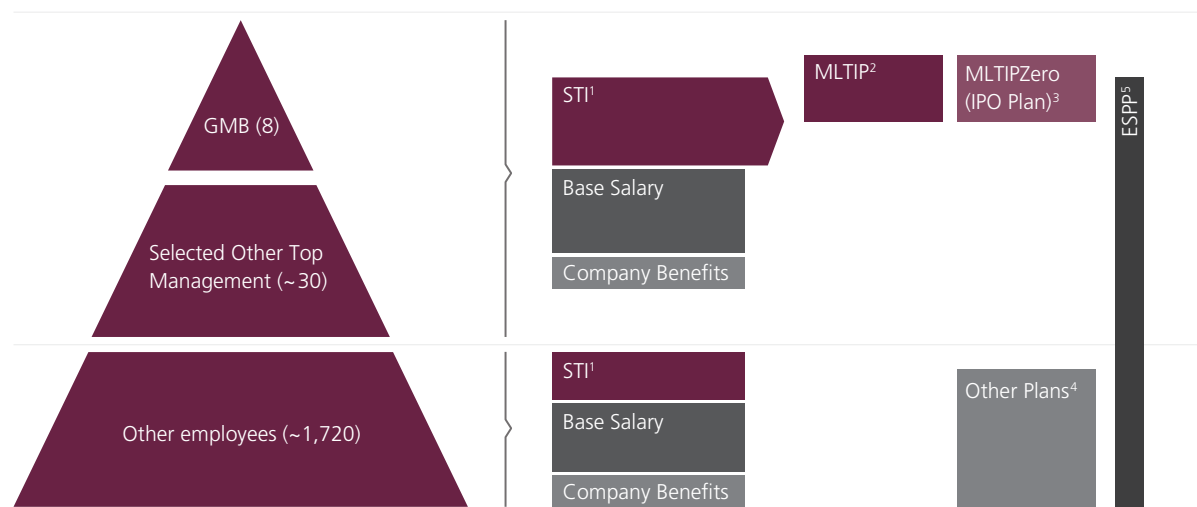 GMB (8)
Selected Other Top
Management (~30)
STI¹
Base Salary
Company Benefits
MLTIP²
MLTIPZero
(IPO Plan)³
ESPP⁵
Other employees (~1,720)
STI¹
Base Salary
Company Benefits
Other Plans⁴